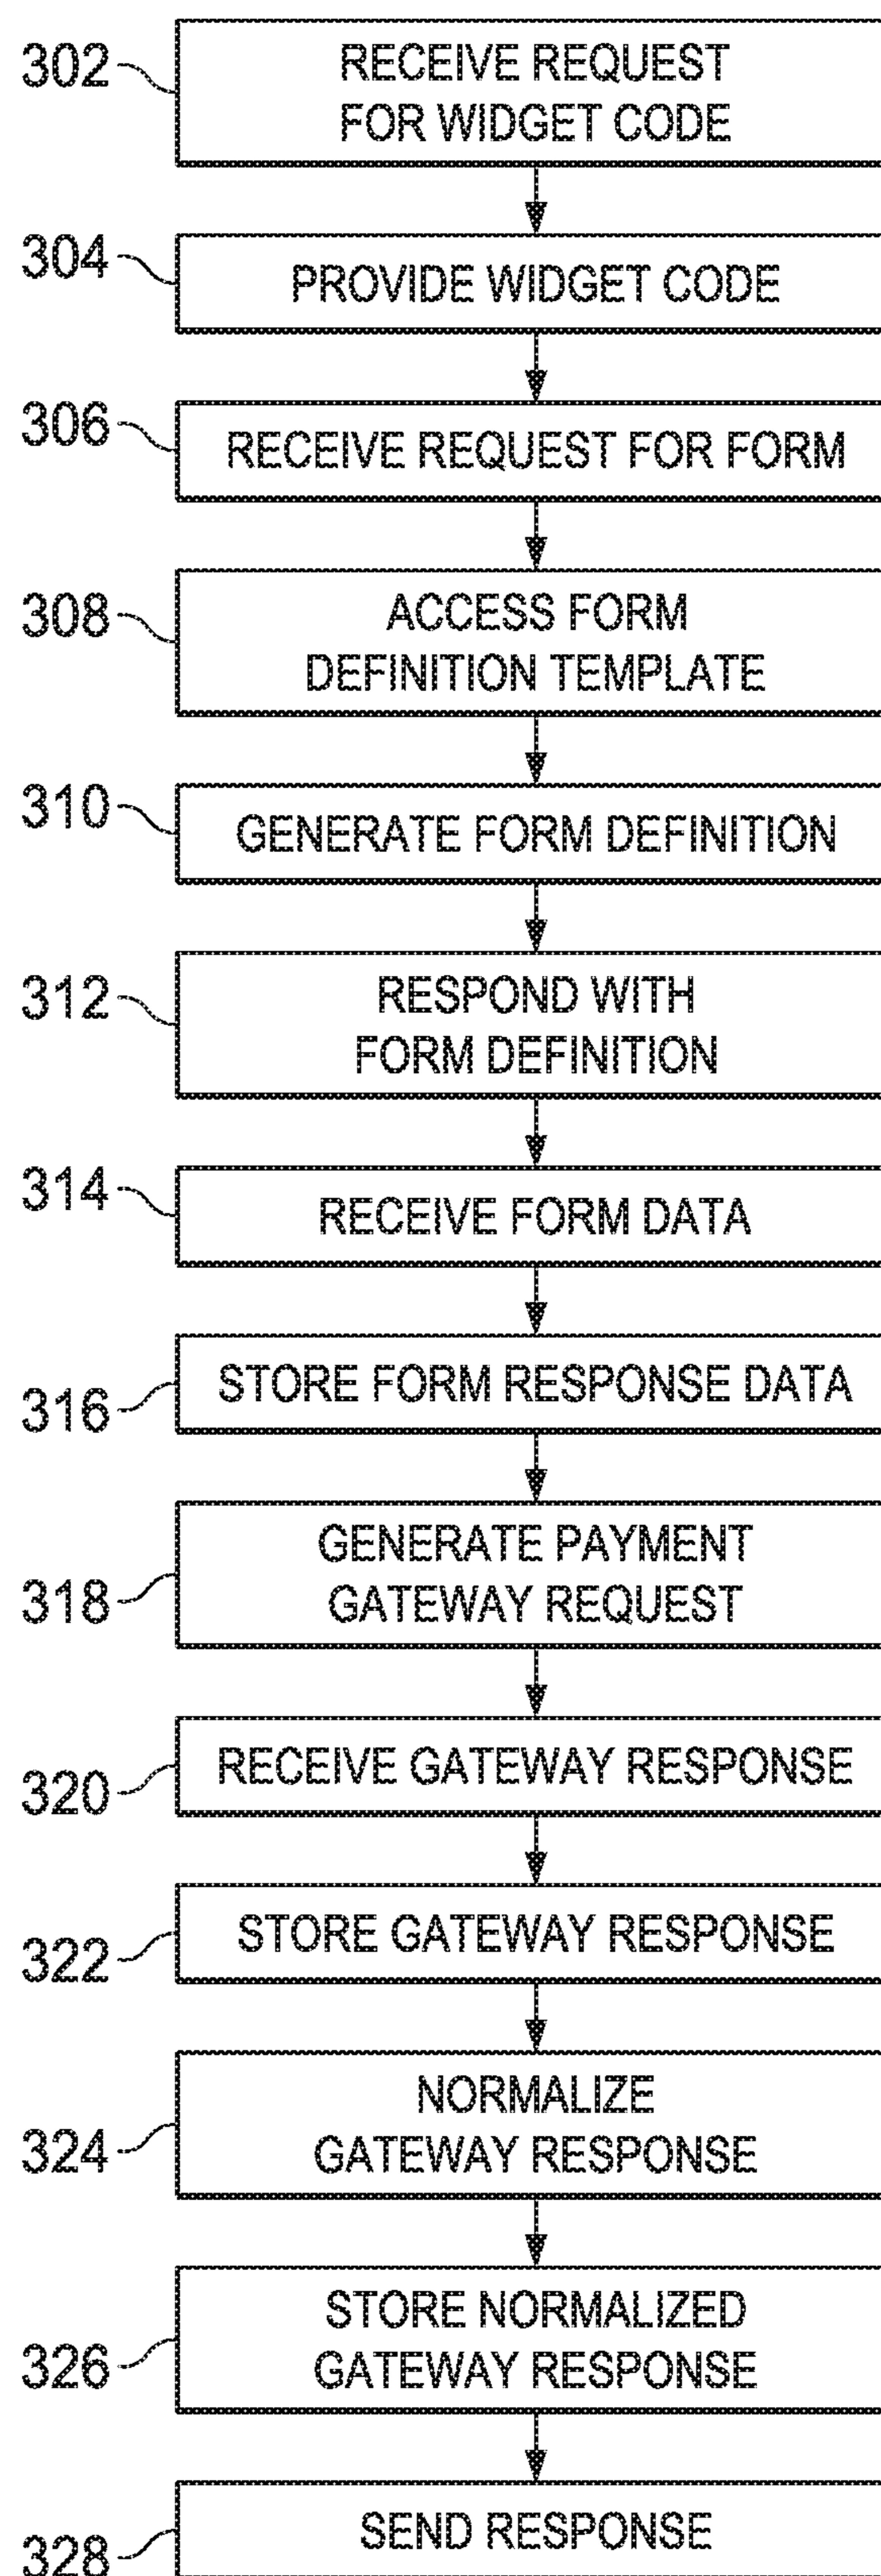 302
RECEIVE REQUEST
FOR WIDGET CODE
304
PROVIDE WIDGET CODE
306
RECEIVE REQUEST FOR FORM
308
ACCESS FORM
DEFINITION TEMPLATE
310
GENERATE FORM DEFINITION
312
RESPOND WITH
FORM DEFINITION
314
RECEIVE FORM DATA
316
STORE FORM RESPONSE DATA
318
GENERATE PAYMENT
GATEWAY REQUEST
320
RECEIVE GATEWAY RESPONSE
322
STORE GATEWAY RESPONSE
324
NORMALIZE
GATEWAY RESPONSE
326
STORE NORMALIZED
GATEWAY RESPONSE
328
SEND RESPONSE